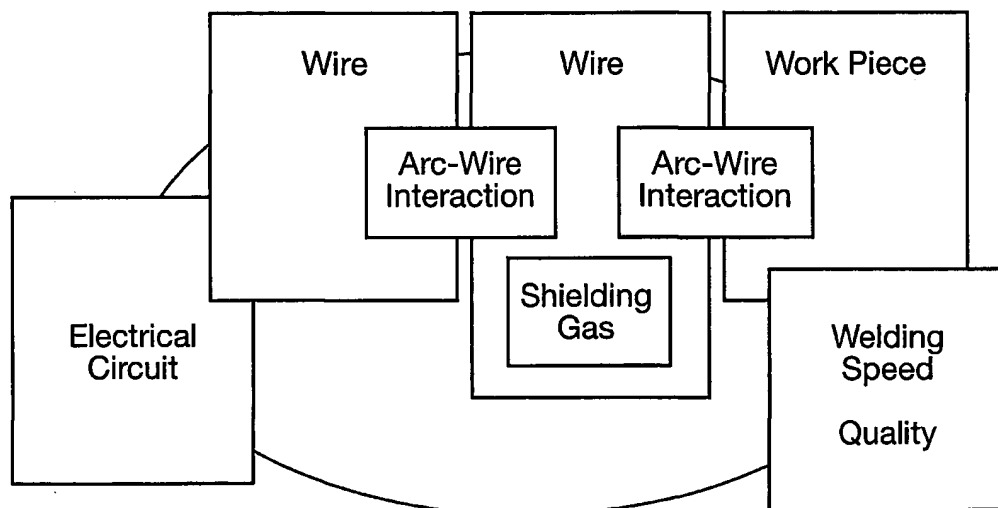 Wire
Wire
Work Piece
Arc-Wire
Interaction
Arc-Wire
Interaction
Shielding
Gas
Electrical
Circuit
Welding
Speed
Quality